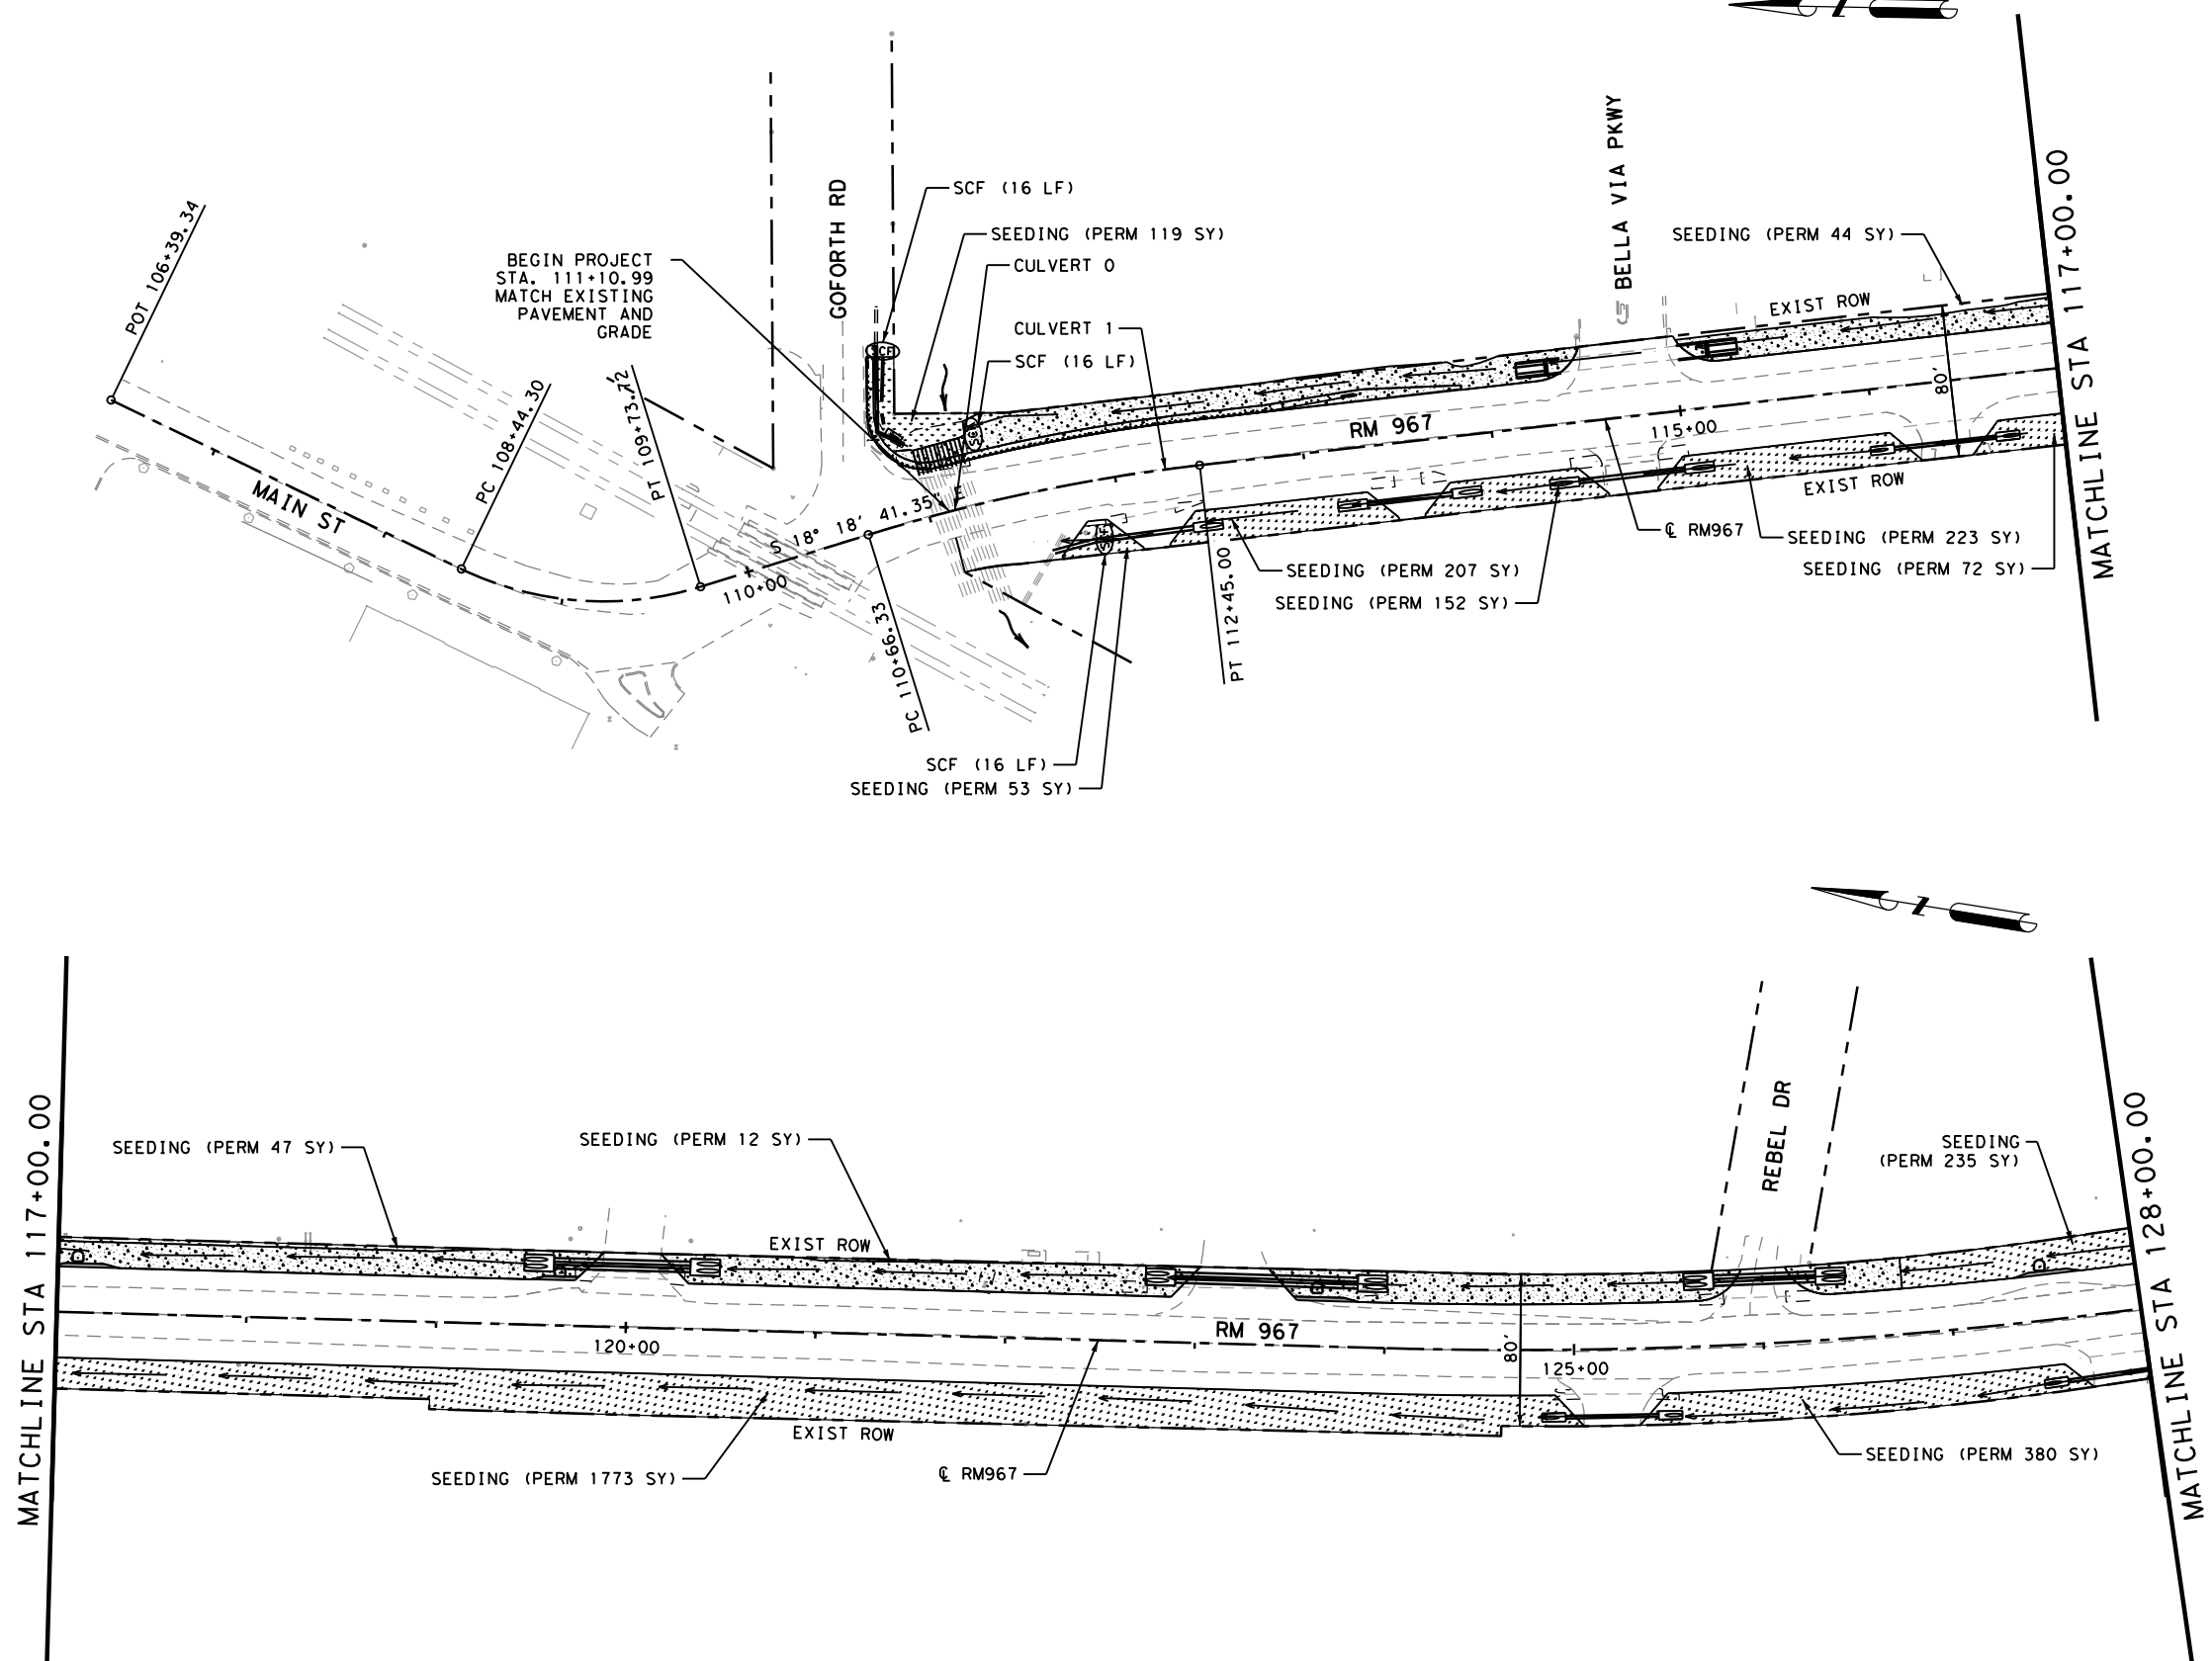 POT 106+39.34
MAIN ST
PC 108+44.30
PT 109+73.72
BEGIN PROJECT
STA. 111+10.99
MATCH EXISTING
PAVEMENT AND
GRADE
GOFORTH RD
SCF (16 LF)
SEEDING (PERM 119 SY)
CULVERT 0
CULVERT 1
SCF (16 LF)
SCF
SCF
S 18° 18' 41.35" E
110+00
PC 110+66.33
SCF
SCF (16 LF)
SEEDING (PERM 53 SY)
PT 112+45.00
SEEDING (PERM 207 SY)
SEEDING (PERM 152 SY)
RM 967
BELLA VIA PKWY
SEEDING (PERM 44 SY)
EXIST ROW
115+00
80'
EXIST ROW
℄ RM967
SEEDING (PERM 223 SY)
SEEDING (PERM 72 SY)
MATCHLINE STA 117+00.00
Z
MATCHLINE STA 117+00.00
SEEDING (PERM 47 SY)
SEEDING (PERM 12 SY)
EXIST ROW
120+00
RM 967
80'
125+00
EXIST ROW
SEEDING (PERM 1773 SY)
℄ RM967
REBEL DR
SEEDING
(PERM 235 SY)
SEEDING (PERM 380 SY)
MATCHLINE STA 128+00.00
Z